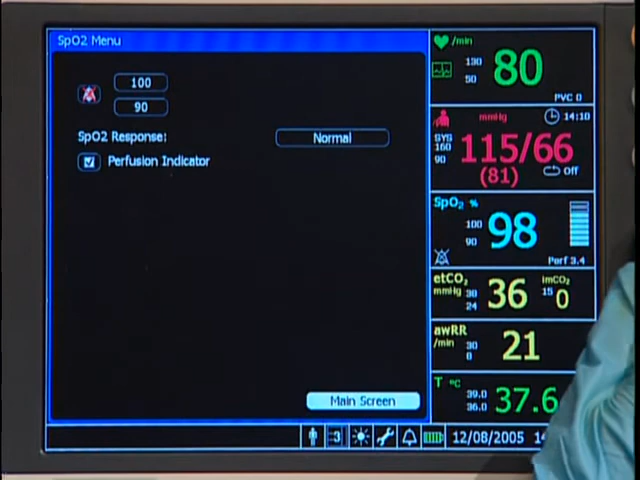 SpO2 Menu
100
90
SpO2 Response:
Normal
Perfusion Indicator
Main Screen
/min
130
50
80
PVC 0
mmHg
14:10
SYS
160
90
115/66
(81)
Off
SpO₂ %
100
90
98
Perf 3.4
etCO₂
mmHg
30
24
36
imCO₂
15
0
awRR
/min
30
8
21
T °C
39.0
36.0
37.6
12/08/2005